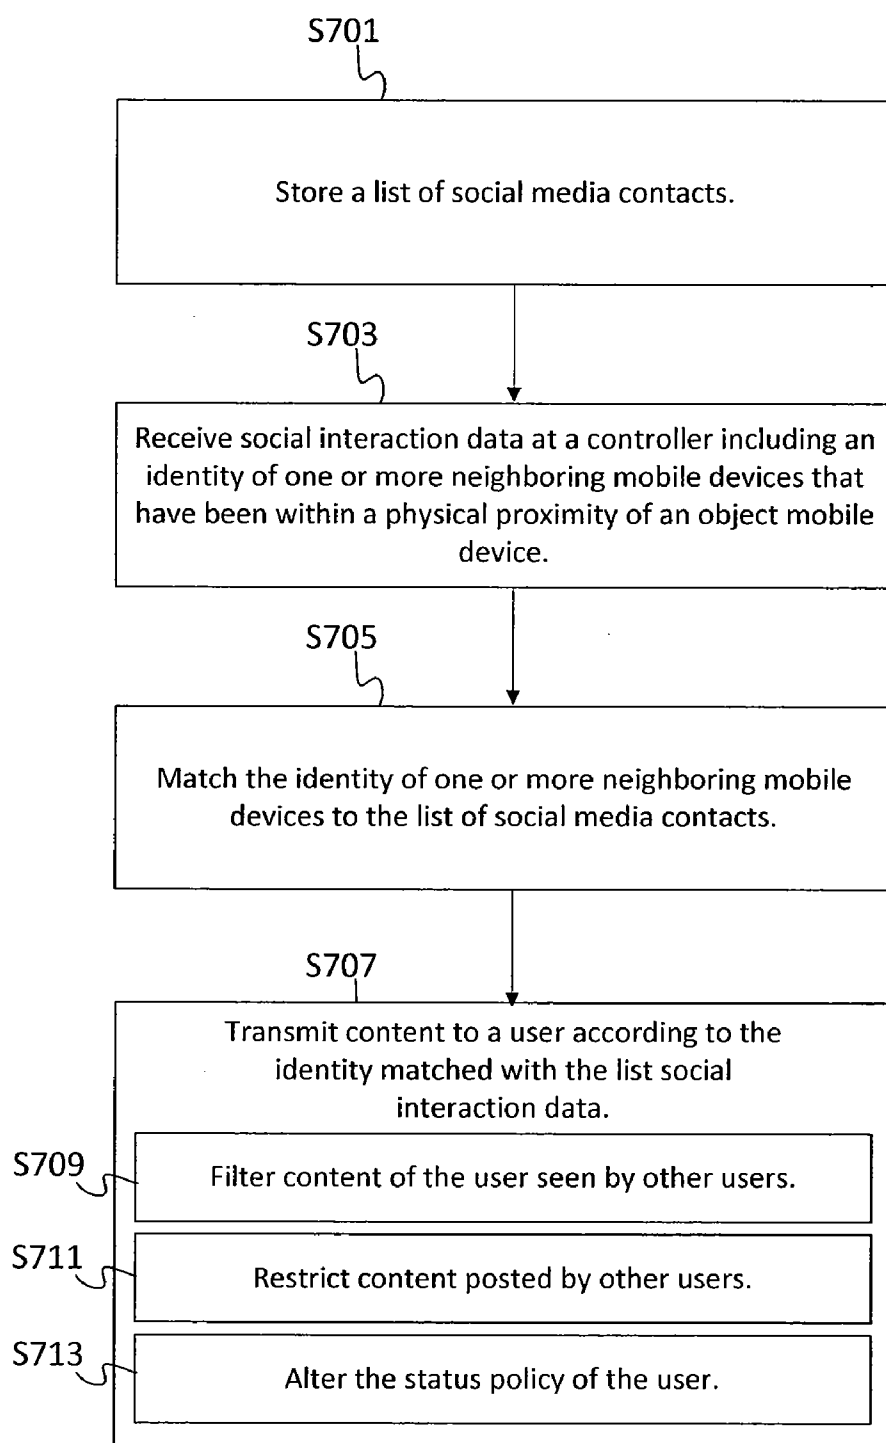 S701
Store a list of social media contacts.
S703
Receive social interaction data at a controller including an
identity of one or more neighboring mobile devices that
have been within a physical proximity of an object mobile
device.
S705
Match the identity of one or more neighboring mobile
devices to the list of social media contacts.
S707
Transmit content to a user according to the
identity matched with the list social
interaction data.
S709
Filter content of the user seen by other users.
S711
Restrict content posted by other users.
S713
Alter the status policy of the user.